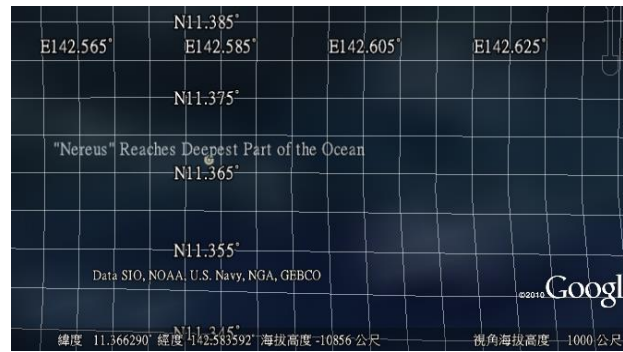 N11.385°
E142.565° E142.585° E142.605° E142.625°
N11.375°
"Nereus" Reaches Deepest Part of the Ocean
N11.365°
N11.355°
Data SIO, NOAA, U.S. Navy, NGA, GEBCO
©2010 Googl
N11.345°
緯度 11.366290° 經度 142.583592° 海拔高度 -10856 公尺 視角海拔高度 1000 公尺